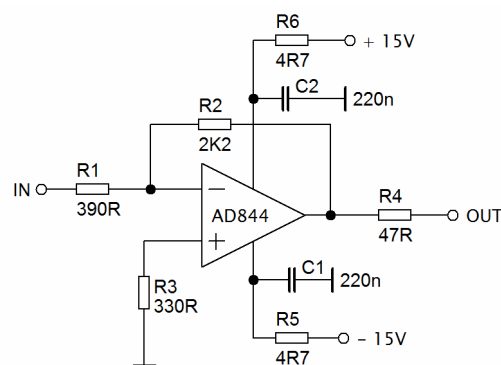 R6
+ 15V
4R7
C2
220n
R2
2K2
R1
IN
390R
−
AD844
+
R4
OUT
47R
C1
220n
R3
330R
R5
− 15V
4R7